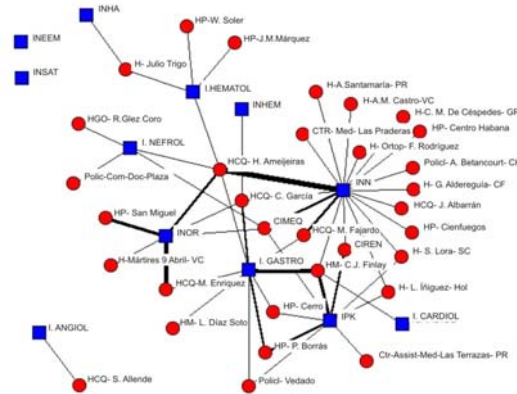 INHA
HP-W. Soler
INEEM
HP-J.M.Márquez
H- Julio Trigo
INSAT
I.HEMATOL
H-A.Santamaría- PR
INHEM
H-A.M. Castro-VC
H-C. M. De Céspedes- GR
HGO- R.Glez Coro
CTR- Med- Las Praderas
HP- Centro Habana
I. NEFROL
H- Ortop- F. Rodríguez
HCQ- H. Ameijeiras
Policl- A. Betancourt- CH
Polic-Com-Doc-Plaza
INN
H- G. Aldereguía- CF
HCQ- C. García
HCQ- J. Albarrán
HP- San Miguel
CIMEQ
HCQ- M. Fajardo
HP- Cienfuegos
INOR
CIREN
H- S. Lora- SC
H-Mártires 9 Abril- VC
I. GASTRO
HM- C.J. Finlay
HCQ-M. Enriquez
H- L. Íñiguez- Hol
HP- Cerro
HM- L. Díaz Soto
IPK
I. CARDIOL
I. ANGIOL
HP- P. Borrás
Ctr-Assist-Med-Las Terrazas- PR
HCQ- S. Allende
Policl- Vedado